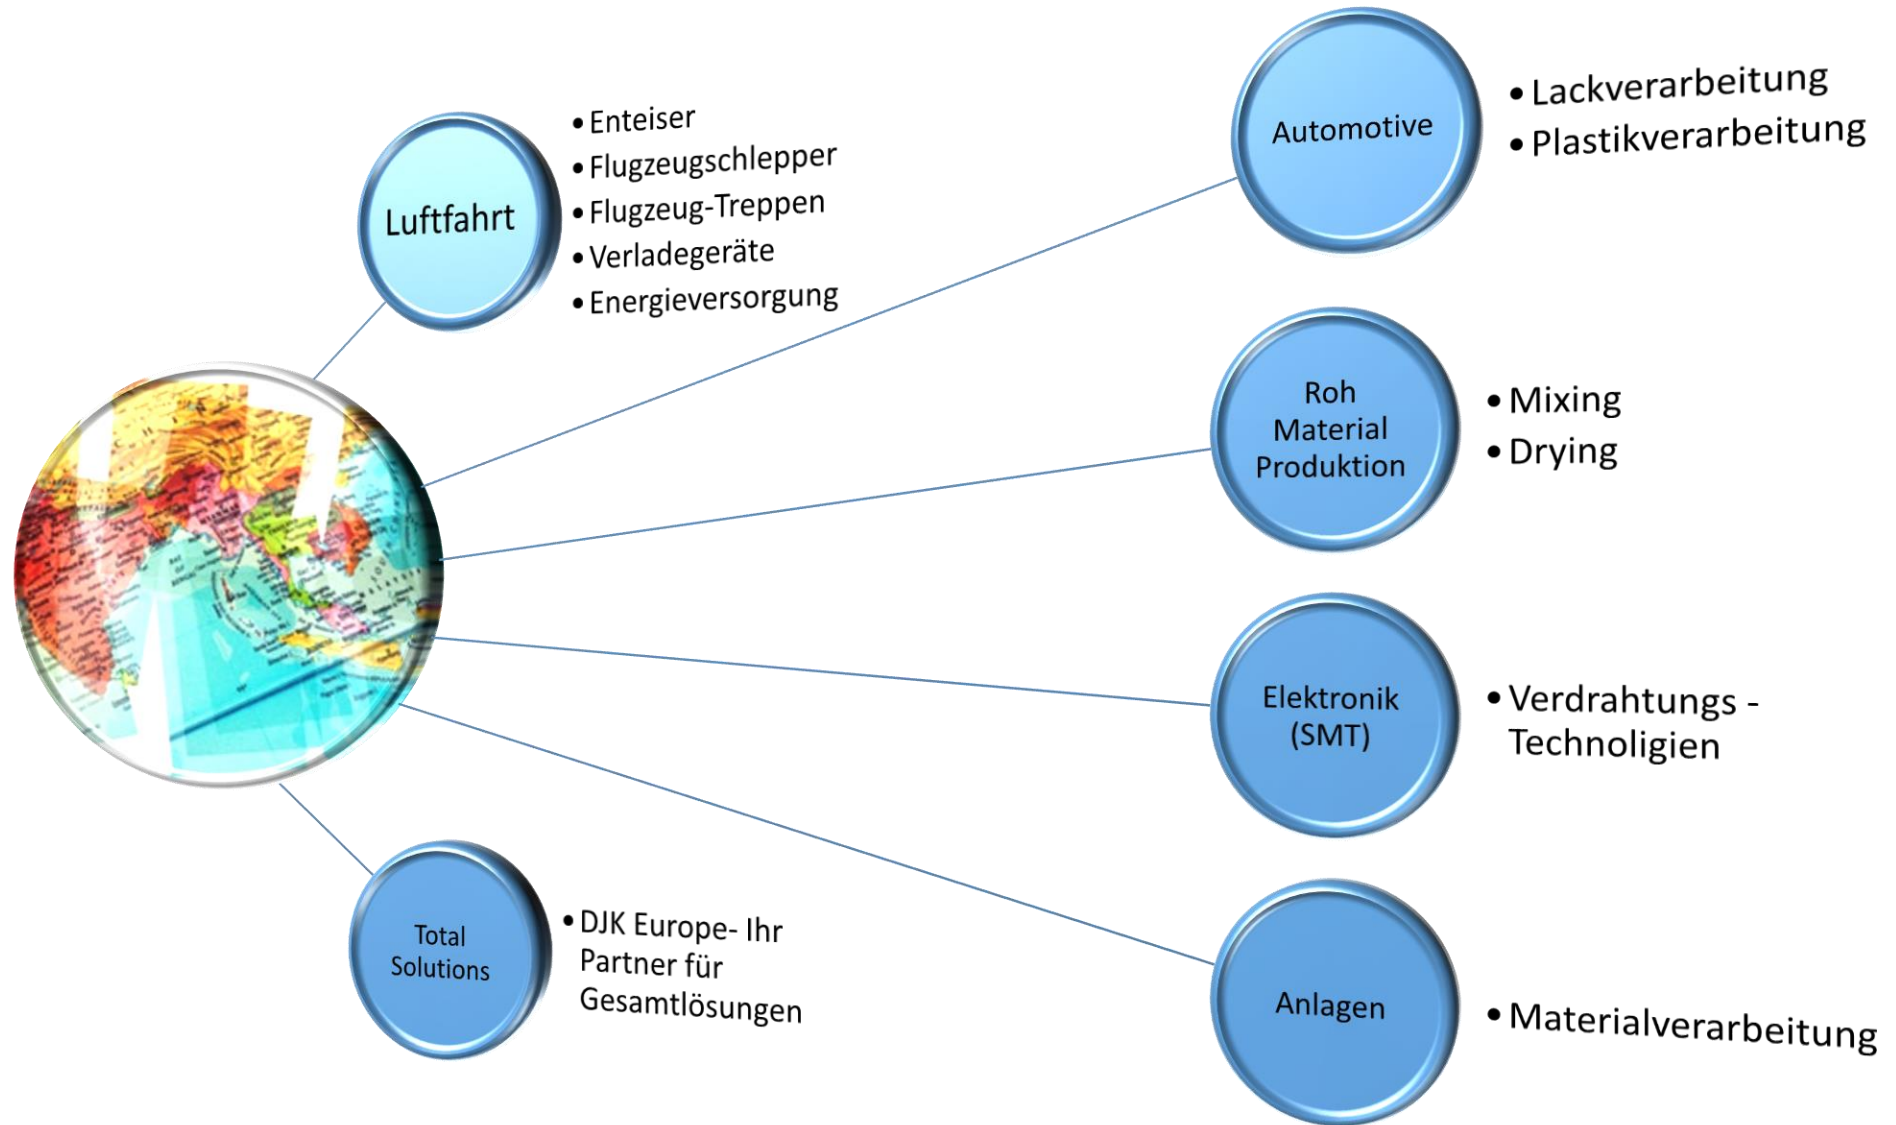 Luftfahrt
• Enteiser
• Flugzeugschlepper
• Flugzeug-Treppen
• Verladegeräte
• Energieversorgung
Automotive
• Lackverarbeitung
• Plastikverarbeitung
Roh
Material
Produktion
• Mixing
• Drying
Elektronik
(SMT)
• Verdrahtungs -
Technoligien
Anlagen
• Materialverarbeitung
Total
Solutions
• DJK Europe- Ihr
Partner für
Gesamtlösungen